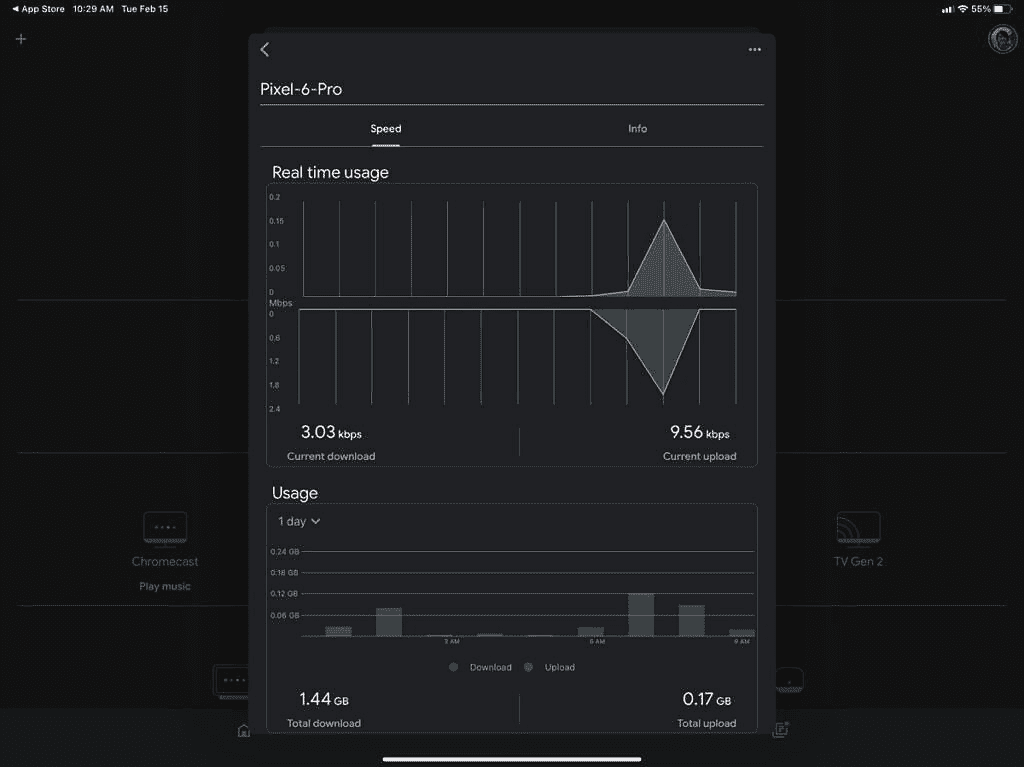 App Store 10:29 AM Tue Feb 15 55%
Pixel-6-Pro
Speed Info
Real time usage
0.2
0.15
0.1
0.05
0
Mbps
0
0.6
1.2
1.8
2.4
3.03 kbps 9.56 kbps
Current download Current upload
Usage
1 day
0.24 GB
0.18 GB
0.12 GB
0.06 GB
3 AM 6 AM 9 AM
Download Upload
1.44 GB 0.17 GB
Total download Total upload
Chromecast
Play music
TV Gen 2